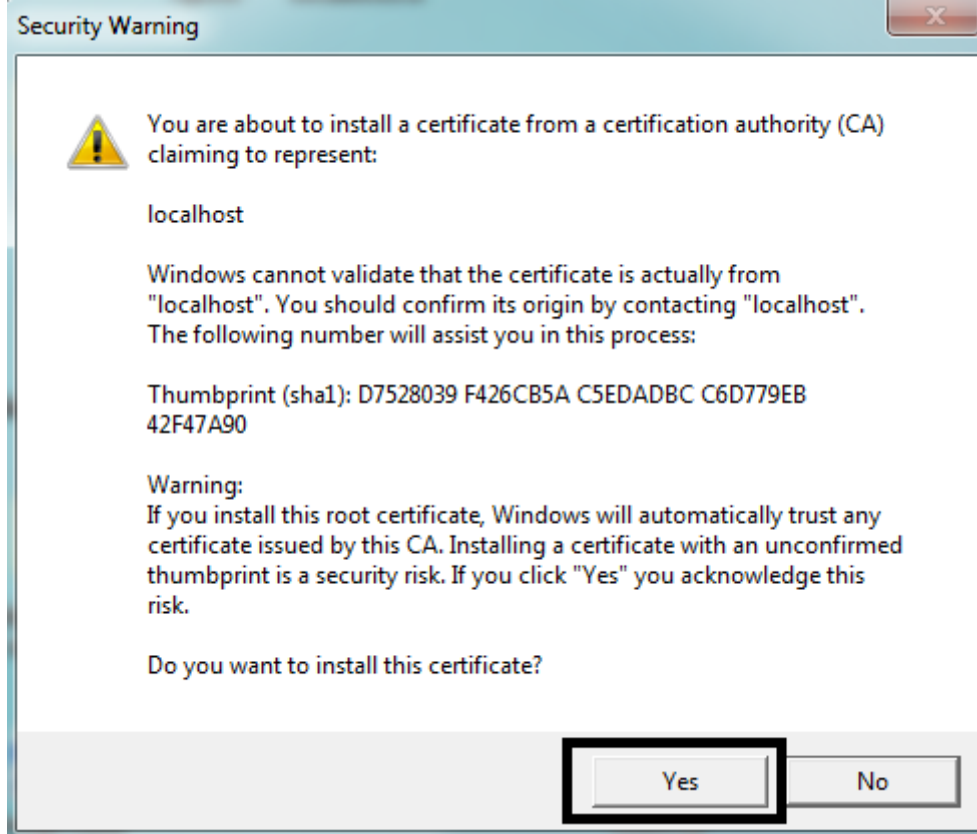 Security Warning
You are about to install a certificate from a certification authority (CA)
claiming to represent:
localhost
Windows cannot validate that the certificate is actually from
"localhost". You should confirm its origin by contacting "localhost".
The following number will assist you in this process:
Thumbprint (sha1): D7528039 F426CB5A C5EDADBC C6D779EB
42F47A90
Warning:
If you install this root certificate, Windows will automatically trust any
certificate issued by this CA. Installing a certificate with an unconfirmed
thumbprint is a security risk. If you click "Yes" you acknowledge this
risk.
Do you want to install this certificate?
Yes
No